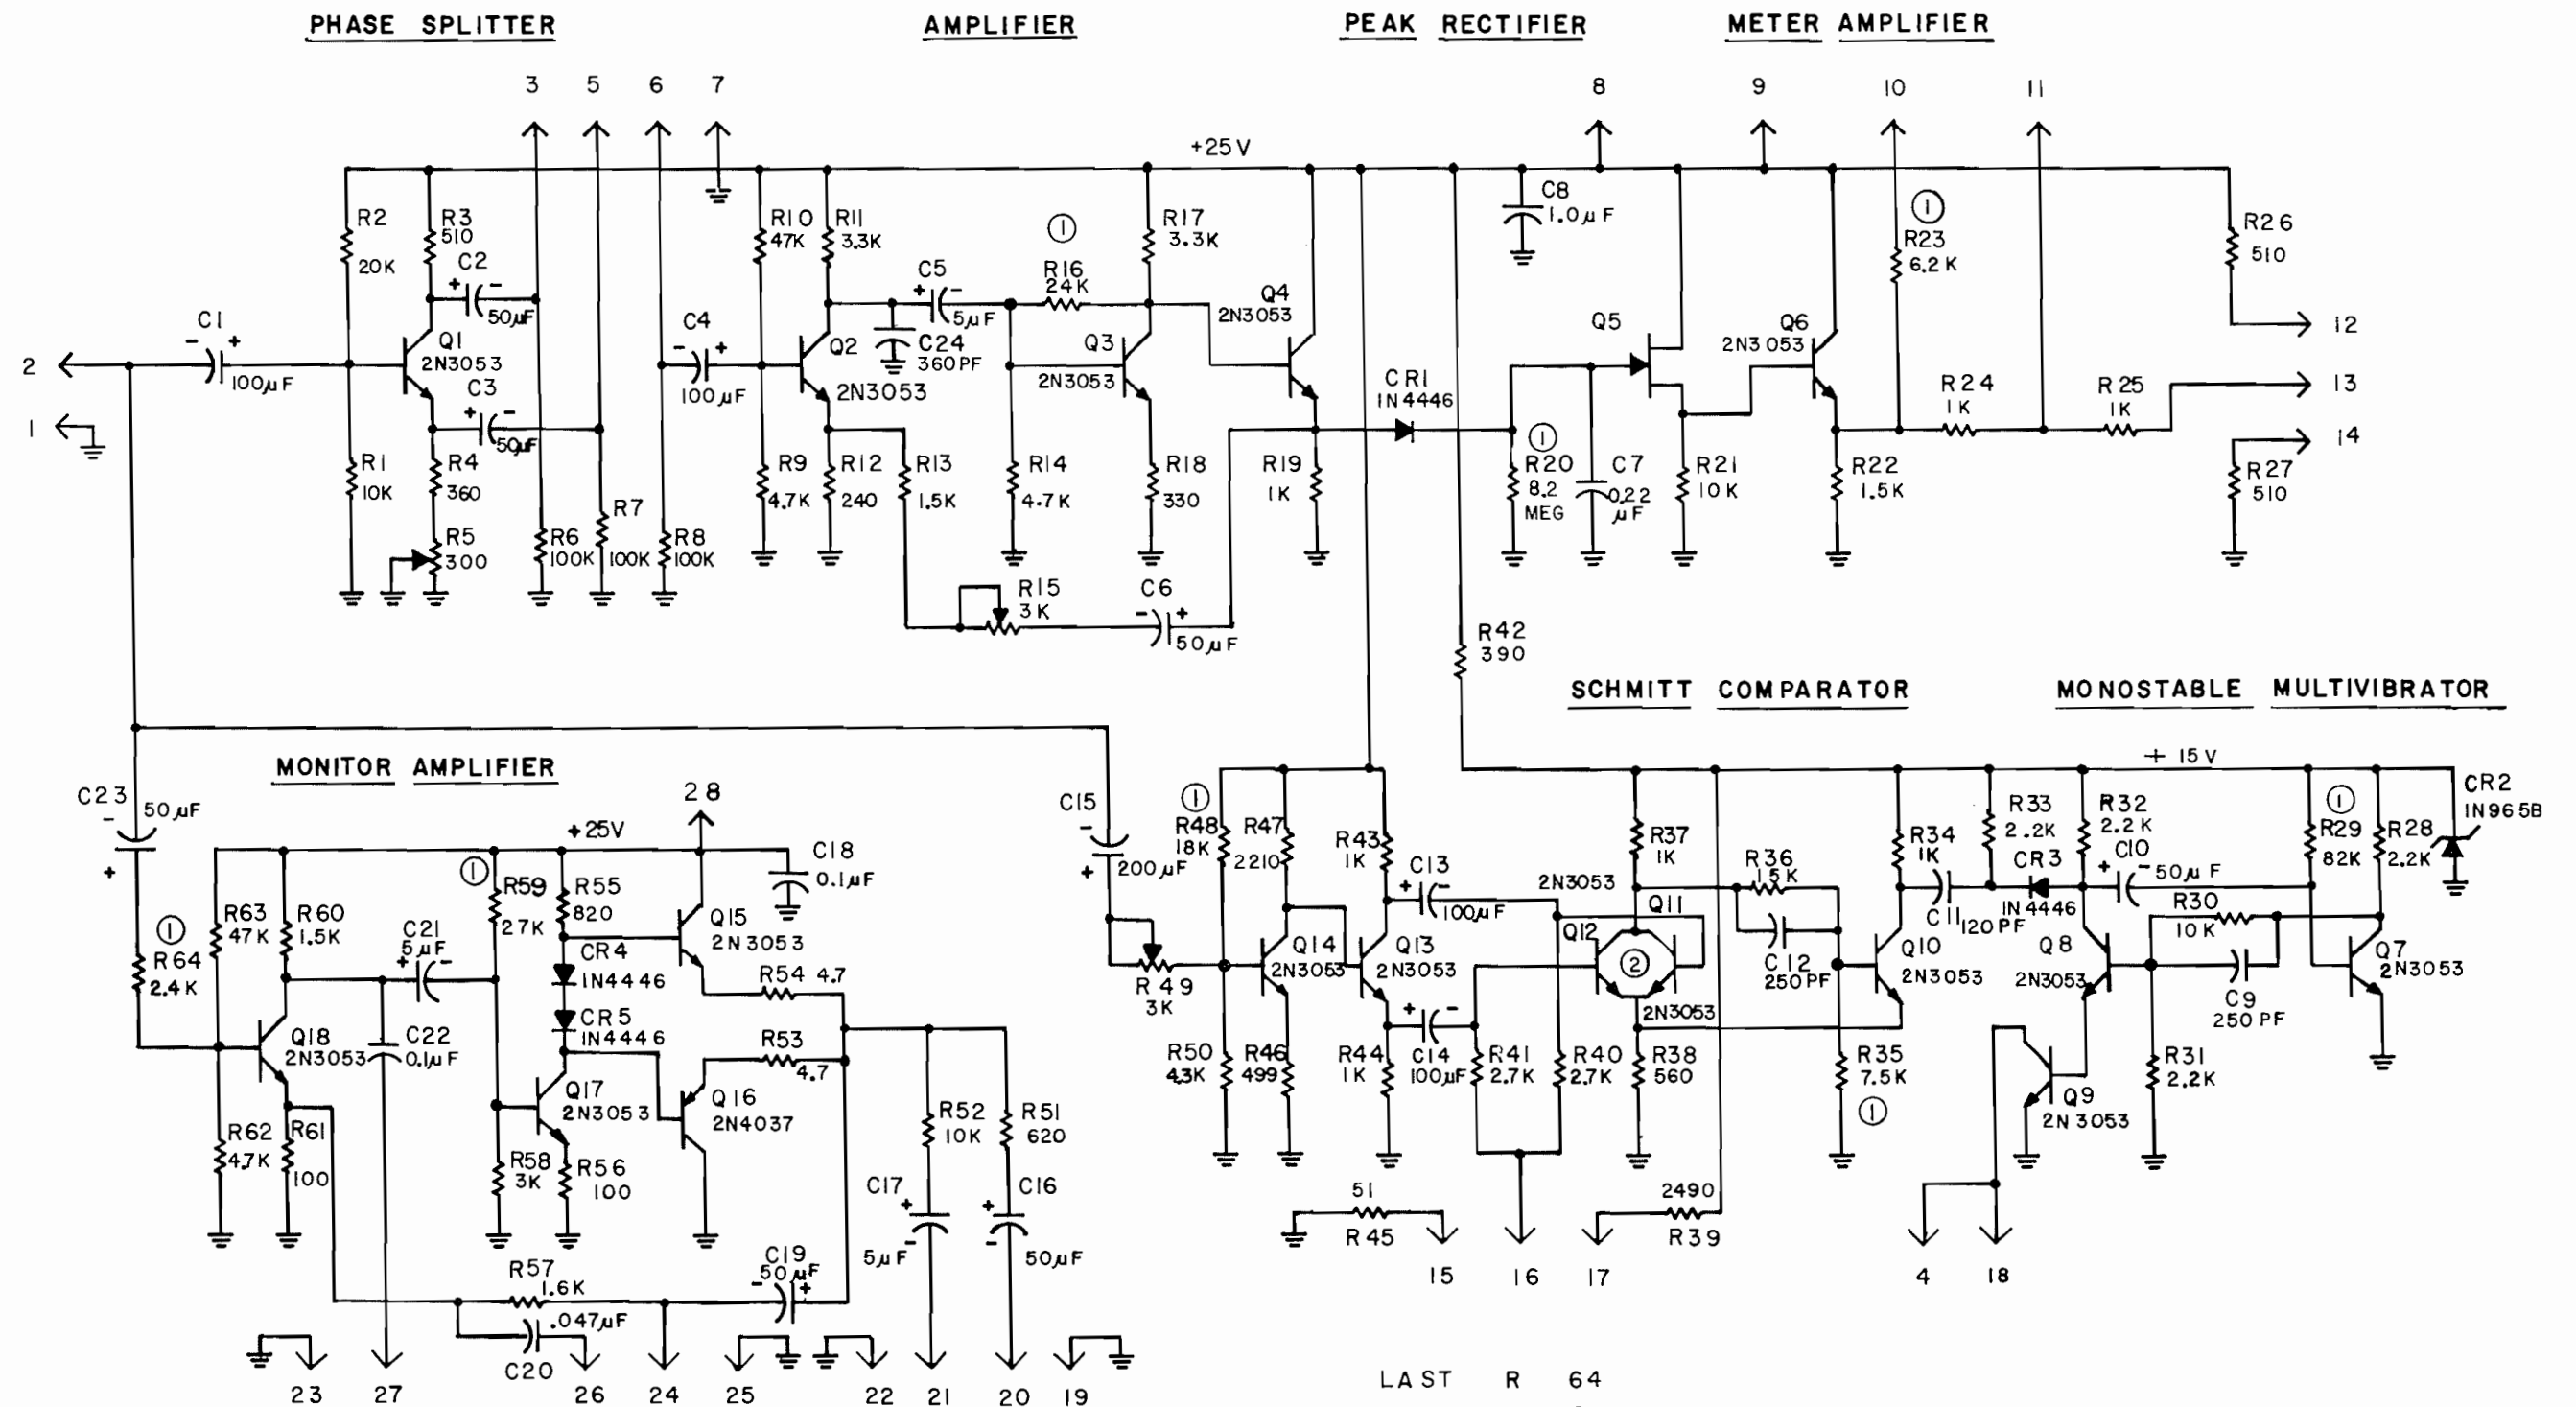 PHASE SPLITTER
AMPLIFIER
PEAK RECTIFIER
METER AMPLIFIER
3
5
6
7
8
9
10
11
+25V
R2
20K
R3
510
C2
+ -
50µF
C1
- +
100µF
Q1
2N3053
C3
+ -
50µF
2
1
R1
10K
R4
360
R5
300
R6
100K
R7
100K
R8
100K
C4
- +
100µF
R10
47K
R11
3.3K
Q2
2N3053
C5
+ -
5µF
C24
360PF
R9
4.7K
R12
240
R13
1.5K
1
R16
24K
R14
4.7K
R15
3K
C6
- +
50µF
R17
3.3K
Q3
2N3053
R18
330
Q4
2N3053
R19
1K
CR1
1N4446
C8
1.0µF
1
R20
8.2
MEG
C7
0.22
µF
Q5
R21
10K
Q6
2N3053
R22
1.5K
1
R23
6.2K
R24
1K
R25
1K
R26
510
12
13
14
R27
510
R42
390
SCHMITT COMPARATOR
MONOSTABLE MULTIVIBRATOR
MONITOR AMPLIFIER
C23
50µF
-
+
1
R64
2.4K
+25V
28
C18
0.1µF
R63
47K
R60
1.5K
C21
5µF
+ -
1
R59
27K
R55
820
CR4
1N4446
CR5
1N4446
Q15
2N3053
R54 4.7
R53
4.7
Q18
2N3053
C22
0.1µF
Q17
2N3053
Q16
2N4037
R62
4.7K
R61
100
R58
3K
R56
100
R52
10K
R51
620
C17
+
-
5µF
C16
+
-
50µF
R57
1.6K
.047µF
C20
C19
50µF
- +
23
27
26
24
25
22
21
20
19
C15
-
+
200µF
R49
3K
1
R48
18K
R47
2210
R43
1K
C13
+ -
100µF
Q14
2N3053
Q13
2N3053
R50
4.3K
R46
499
R44
1K
C14
+ -
100µF
R41
2.7K
R40
2.7K
51
R45
15
16
17
2490
R39
+ 15V
R37
1K
2N3053
Q11
Q12
2
2N3053
R38
560
R36
15K
C12
250PF
R34
1K
Q10
2N3053
R35
7.5K
1
C11
120PF
R33
2.2K
CR3
1N4446
R32
2.2K
C10
+ -
50µF
Q8
2N3053
Q9
2N3053
R30
10K
C9
250PF
R31
2.2K
1
R29
82K
R28
2.2K
Q7
2N3053
CR2
1N965B
4
18
LAST R 64